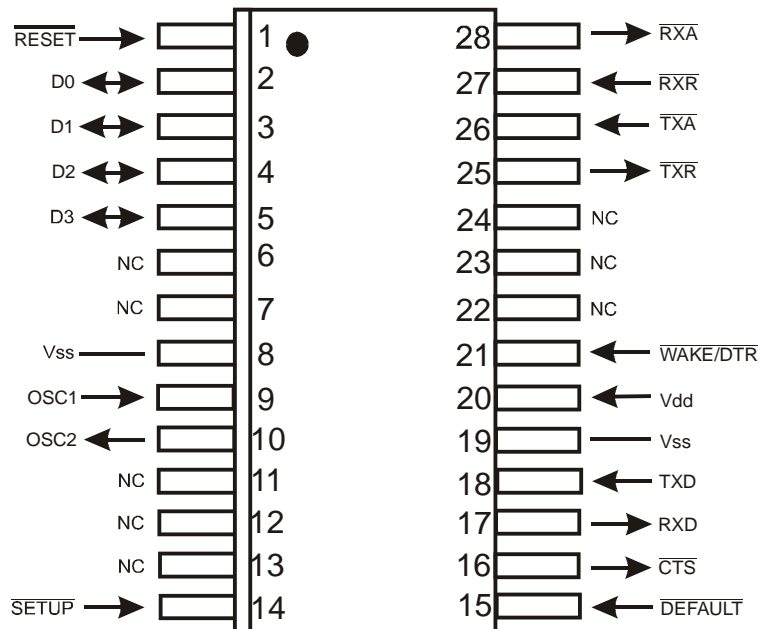 RESET 1 28 RXA
D0 2 27 RXR
D1 3 26 TXA
D2 4 25 TXR
D3 5 24 NC
NC 6 23 NC
NC 7 22 NC
Vss 8 21 WAKE/DTR
OSC1 9 20 Vdd
OSC2 10 19 Vss
NC 11 18 TXD
NC 12 17 RXD
NC 13 16 CTS
SETUP 14 15 DEFAULT